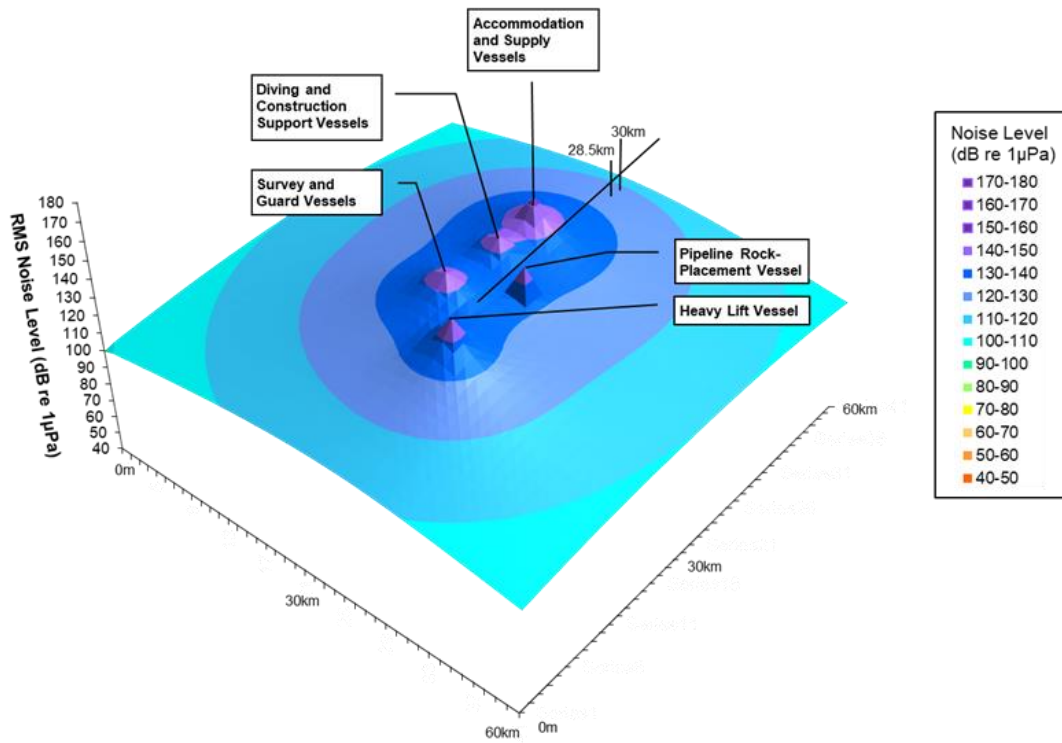 Accommodation
and Supply
Vessels
Diving and
Construction
Support Vessels
30km
28.5km
Survey and
Guard Vessels
Pipeline Rock-
Placement Vessel
Heavy Lift Vessel
RMS Noise Level (dB re 1µPa)
180
170
160
150
140
130
120
110
100
90
80
70
60
50
40
0m
30km
60km
0m
30km
60km
Noise Level
(dB re 1µPa)
170-180
160-170
150-160
140-150
130-140
120-130
110-120
100-110
90-100
80-90
70-80
60-70
50-60
40-50